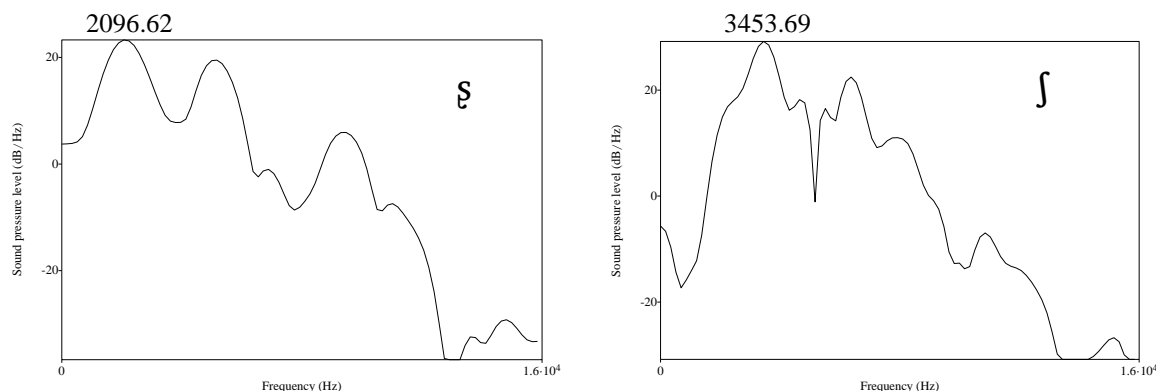 2096.62
20
0
-20
Sound pressure level (dB / Hz)
ʂ
0
1.6·10⁴
Frequency (Hz)
3453.69
20
0
-20
Sound pressure level (dB / Hz)
ʃ
0
1.6·10⁴
Frequency (Hz)